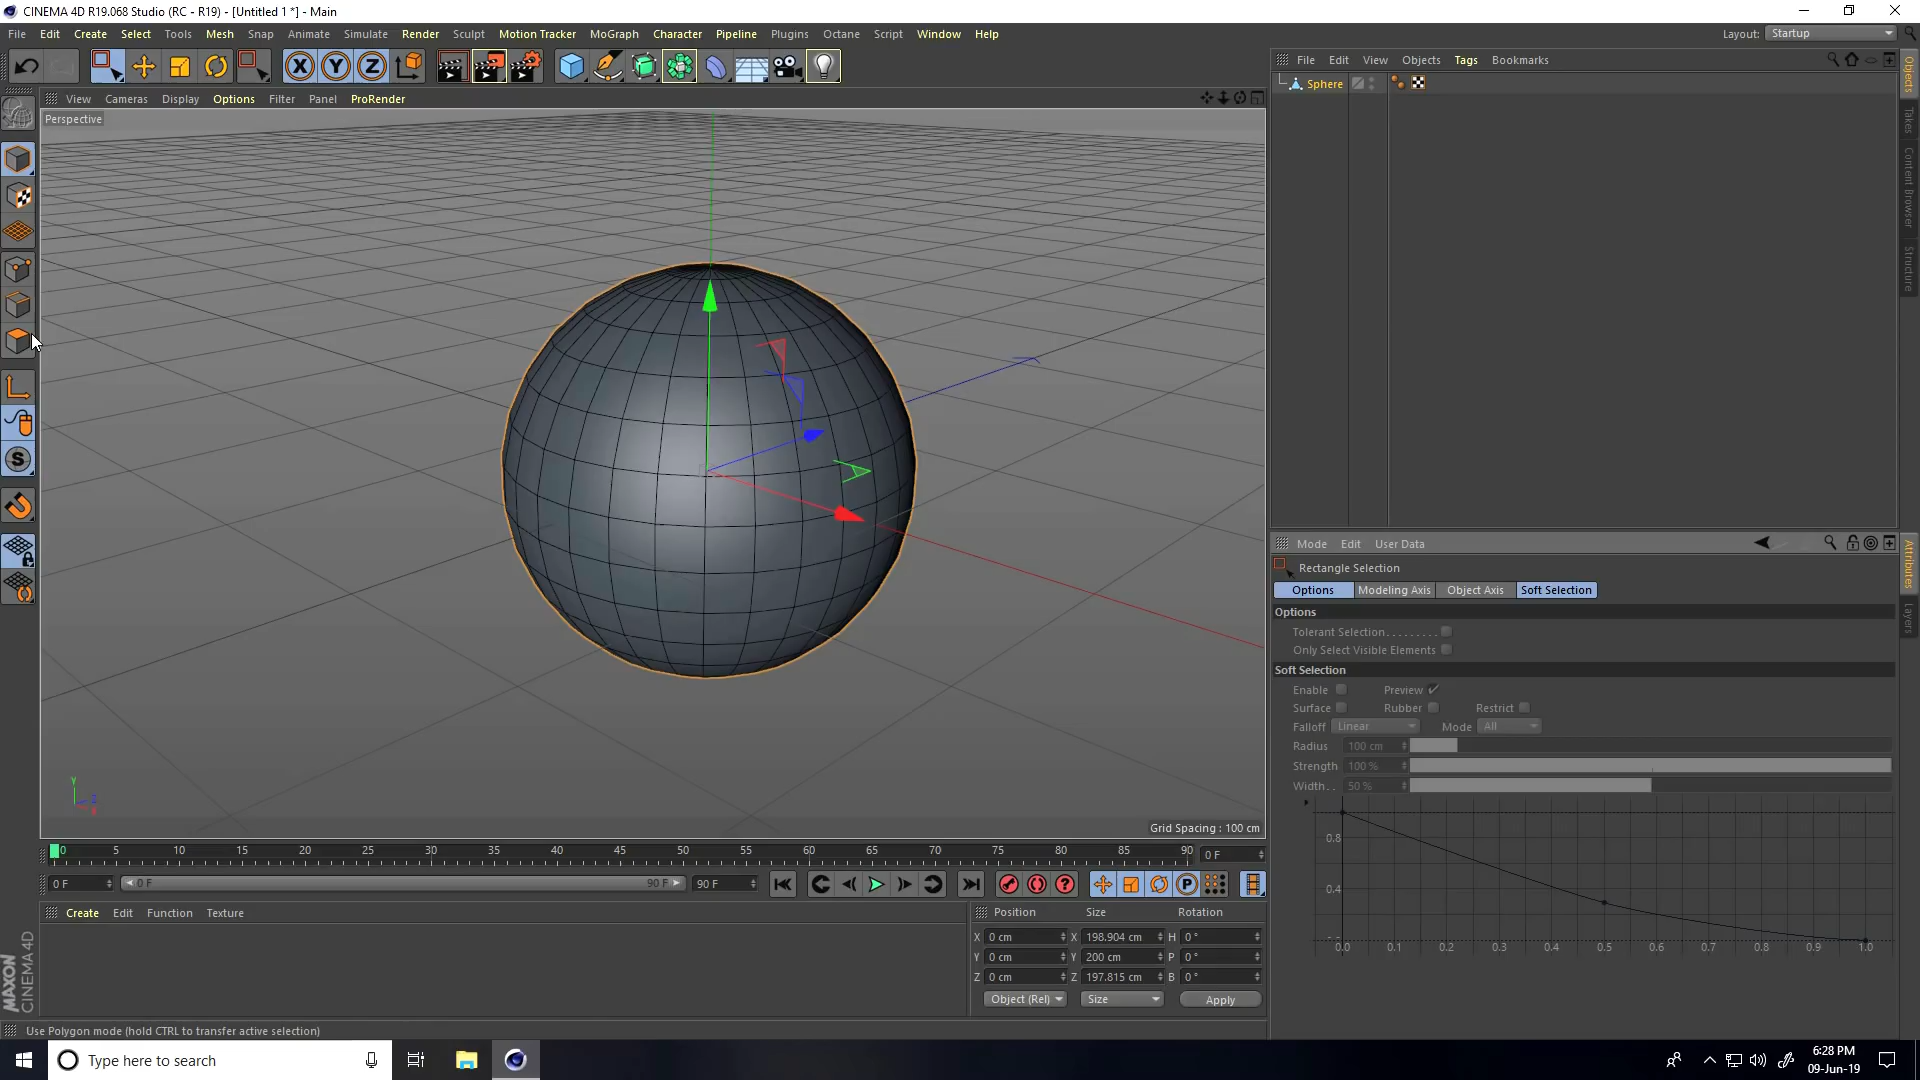 CINEMA 4D R19.068 Studio (RC - R19) - [Untitled 1 *] - Main
File Edit Create Select Tools Mesh Snap Animate Simulate Render Sculpt Motion Tracker MoGraph Character Pipeline Plugins Octane Script Window Help
Layout: Startup
X Y Z
File Edit View Objects Tags Bookmarks
Sphere
View Cameras Display Options Filter Panel ProRender
Perspective
Objects
Takes
Content Browser
Structure
Mode Edit User Data
Rectangle Selection
Options Modeling Axis Object Axis Soft Selection
Options
Tolerant Selection. . . . . . . . .
Only Select Visible Elements
Soft Selection
Enable Preview
Surface Rubber Restrict
Falloff Linear Mode All
Radius 100 cm
Strength 100 %
Width. . 50 %
0.8
0.4
0.0 0.1 0.2 0.3 0.4 0.5 0.6 0.7 0.8 0.9 1.0
Attributes
Layers
S
Y
Z
X
Grid Spacing : 100 cm
0 5 10 15 20 25 30 35 40 45 50 55 60 65 70 75 80 85 90 0 F
0 F 0 F 90 F 90 F
P
Create Edit Function Texture
Position Size Rotation
X 0 cm X 198.904 cm H 0 °
Y 0 cm Y 200 cm P 0 °
Z 0 cm Z 197.815 cm B 0 °
Object (Rel) Size Apply
MAXON
CINEMA 4D
Use Polygon mode (hold CTRL to transfer active selection)
Type here to search
6:28 PM
09-Jun-19